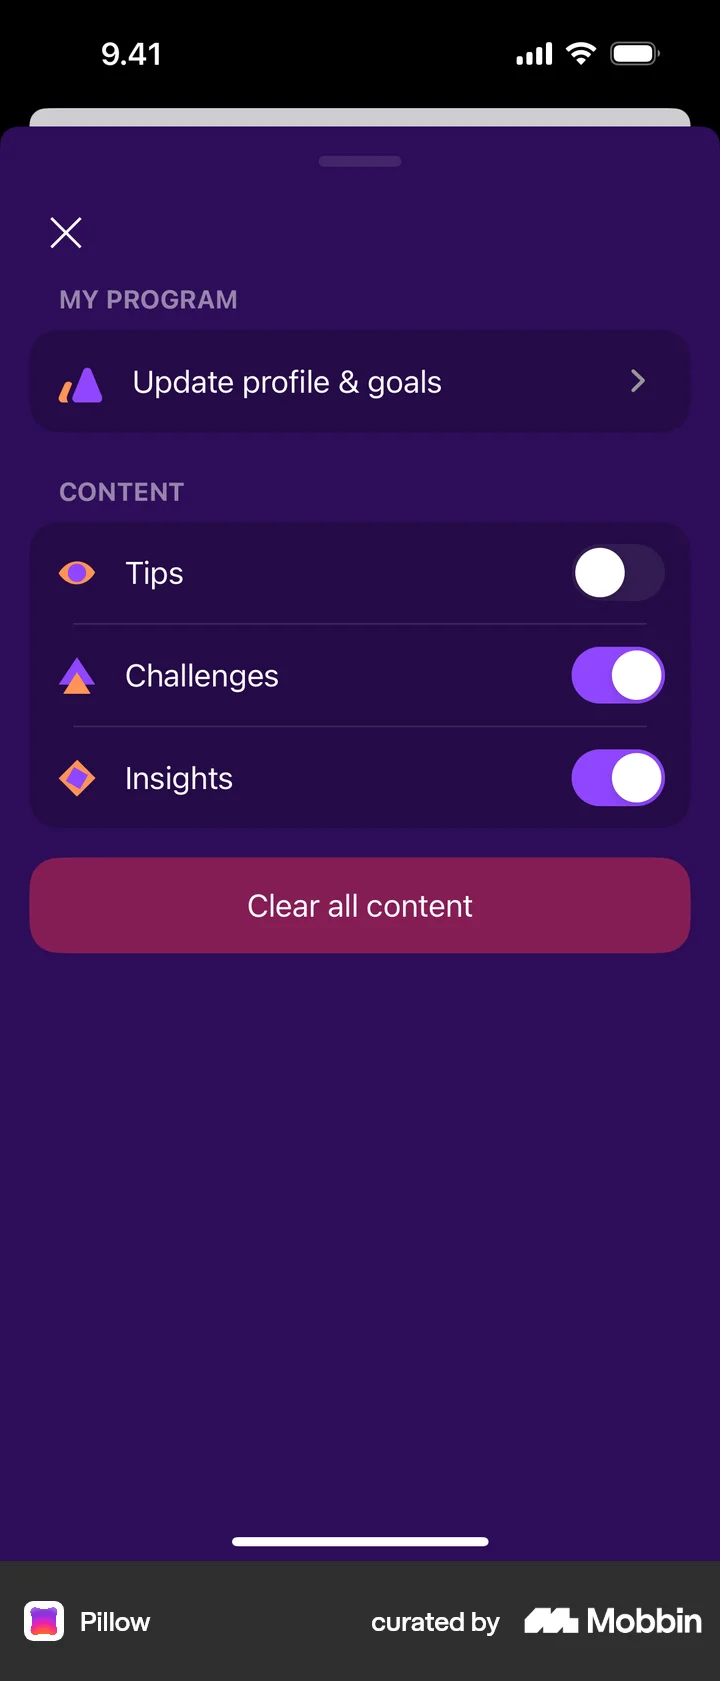 9.41
MY PROGRAM
Update profile & goals
CONTENT
Tips
Challenges
Insights
Clear all content
Pillow
curated by Mobbin